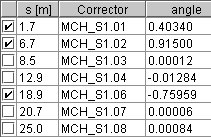 s [m] Corrector angle
1.7 MCH_S1.01 0.40340
6.7 MCH_S1.02 0.91500
8.5 MCH_S1.03 0.00012
12.9 MCH_S1.04 -0.01284
18.9 MCH_S1.06 -0.75959
20.7 MCH_S1.07 0.00006
25.0 MCH_S1.08 0.00084